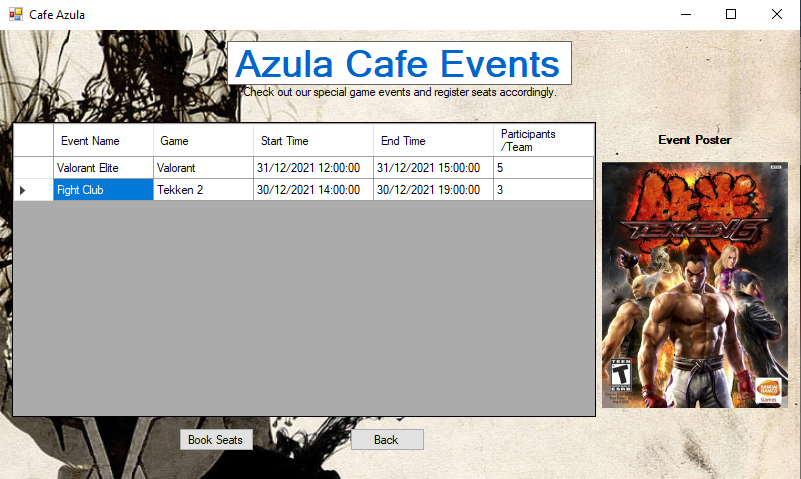 Cafe Azula
Azula Cafe Events
Check out our special game events and register seats accordingly.
Event Name Game Start Time End Time Participants
/Team
Valorant Elite Valorant 31/12/2021 12:00:00 31/12/2021 15:00:00 5
Fight Club Tekken 2 30/12/2021 14:00:00 30/12/2021 19:00:00 3
Event Poster
TEKKEN 6
TEEN
T
ESRB
BANDAI
NAMCO
Games
Book Seats Back